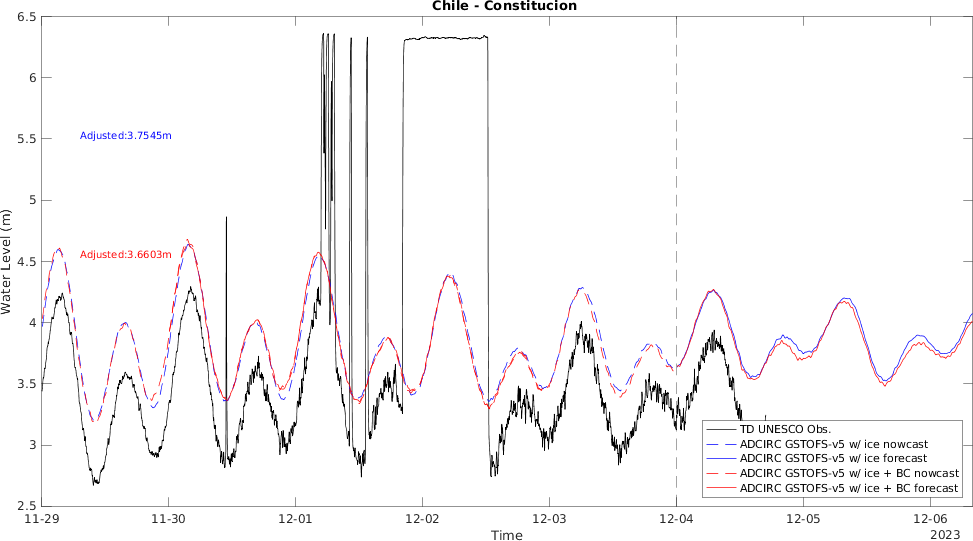 Chile - Constitucion
6.5
6
5.5
5
4.5
4
3.5
3
2.5
Water Level (m)
Adjusted:3.7545m
Adjusted:3.6603m
TD UNESCO Obs.
ADCIRC GSTOFS-v5 w/ ice nowcast
ADCIRC GSTOFS-v5 w/ ice forecast
ADCIRC GSTOFS-v5 w/ ice + BC nowcast
ADCIRC GSTOFS-v5 w/ ice + BC forecast
11-29 11-30 12-01 12-02 12-03 12-04 12-05 12-06
Time
2023